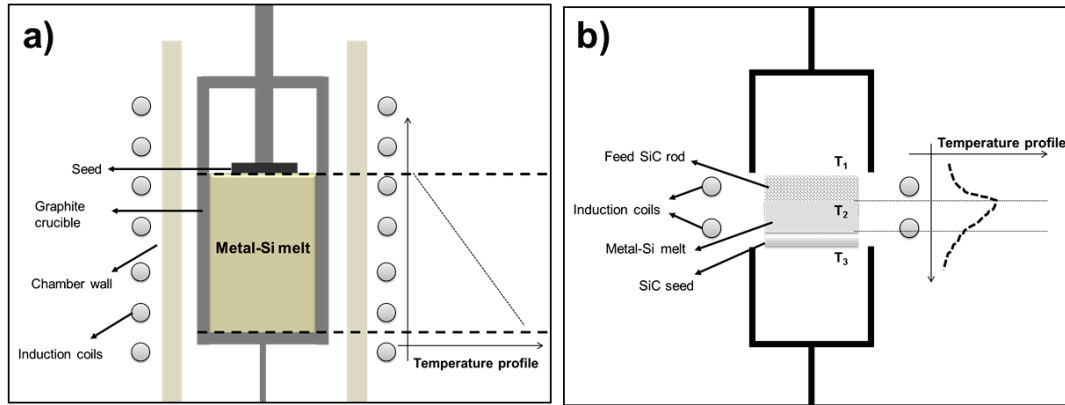 a)
Seed
Graphite
crucible
Metal-Si melt
Chamber wall
Induction coils
Temperature profile
b)
Temperature profile
Feed SiC rod
T₁
Induction coils
T₂
Metal-Si melt
T₃
SiC seed